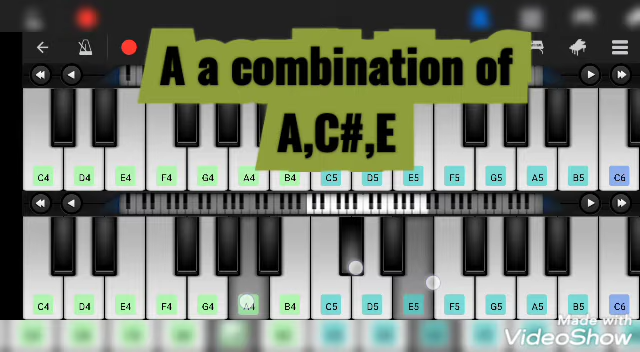 A a combination of
A,C#,E
C4 D4 E4 F4 G4 A4 B4 C5 D5 E5 F5 G5 A5 B5 C6
C4 D4 E4 F4 G4 A4 B4 C5 D5 E5 F5 G5 A5 B5 C6
Made with
VideoShow